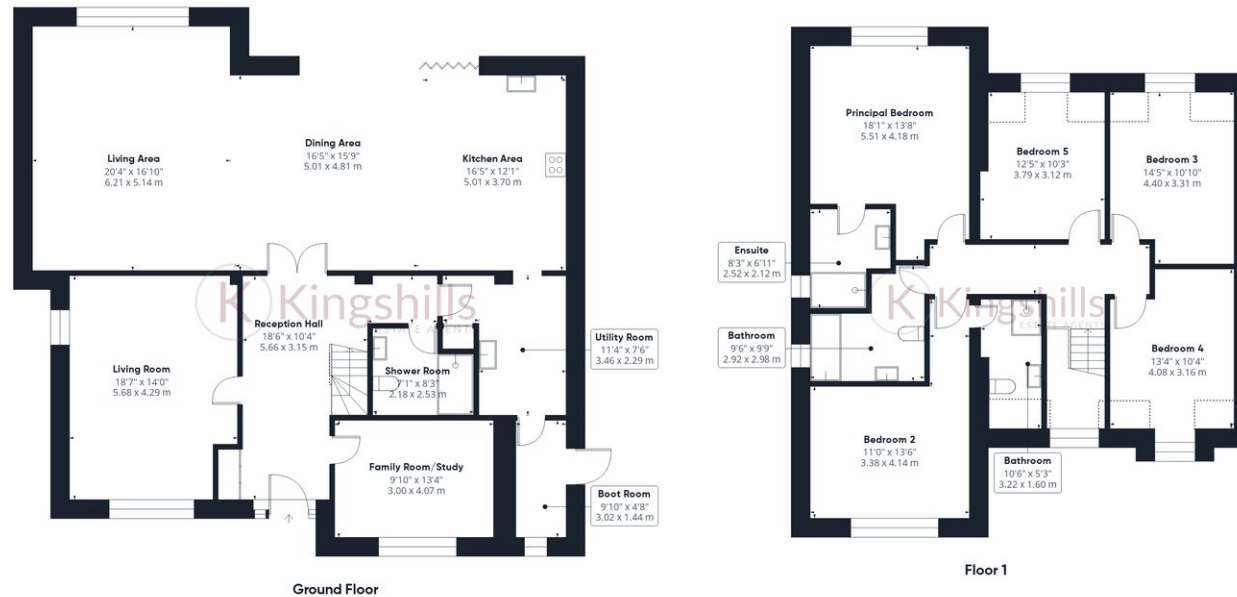 Living Area
20'4" x 16'10"
6.21 x 5.14 m
Dining Area
16'5" x 15'9"
5.01 x 4.81 m
Kitchen Area
16'5" x 12'1"
5.01 x 3.70 m
K Kingshills
ESTATE AGENTS
Reception Hall
18'6" x 10'4"
5.66 x 3.15 m
Living Room
18'7" x 14'0"
5.68 x 4.29 m
Shower Room
7'1" x 8'3"
2.18 x 2.53 m
Utility Room
11'4" x 7'6"
3.46 x 2.29 m
Family Room/Study
9'10" x 13'4"
3.00 x 4.07 m
Boot Room
9'10" x 4'8"
3.02 x 1.44 m
Ground Floor
Principal Bedroom
18'1" x 13'8"
5.51 x 4.18 m
Bedroom 5
12'5" x 10'3"
3.79 x 3.12 m
Bedroom 3
14'5" x 10'10"
4.40 x 3.31 m
Ensuite
8'3" x 6'11"
2.52 x 2.12 m
K Kingshills
ESTATE AGENTS
Bathroom
9'6" x 9'9"
2.92 x 2.98 m
Bedroom 4
13'4" x 10'4"
4.08 x 3.16 m
Bedroom 2
11'0" x 13'6"
3.38 x 4.14 m
Bathroom
10'6" x 5'3"
3.22 x 1.60 m
Floor 1